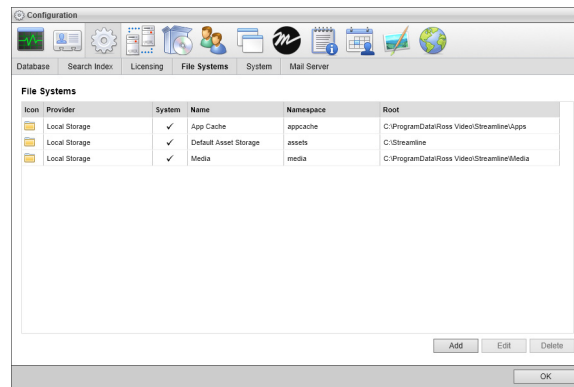 Configuration
Database Search Index Licensing File Systems System Mail Server
File Systems
Icon Provider System Name Namespace Root
Local Storage ✓ App Cache appcache C:\ProgramData\Ross Video\Streamline\Apps
Local Storage ✓ Default Asset Storage assets C:\Streamline
Local Storage ✓ Media media C:\ProgramData\Ross Video\Streamline\Media
Add Edit Delete
OK